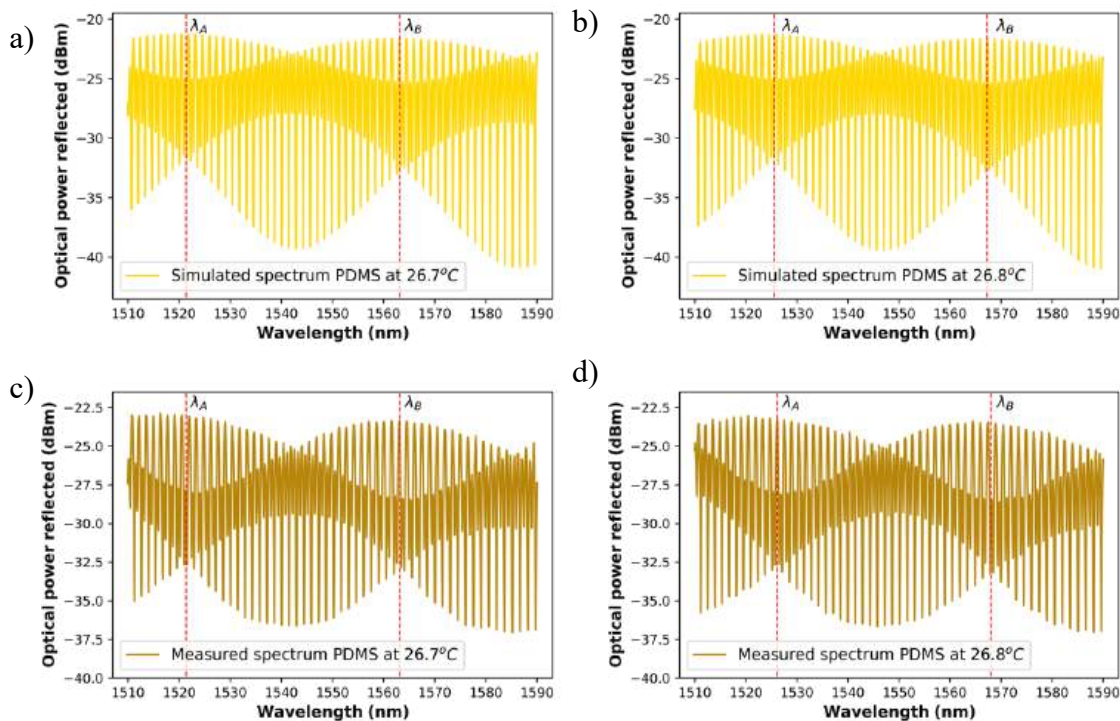 a)
Optical power reflected (dBm)
−20
−25
−30
−35
−40
λA
λB
Simulated spectrum PDMS at 26.7°C
1510 1520 1530 1540 1550 1560 1570 1580 1590
Wavelength (nm)
b)
Optical power reflected (dBm)
−20
−25
−30
−35
−40
λA
λB
Simulated spectrum PDMS at 26.8°C
1510 1520 1530 1540 1550 1560 1570 1580 1590
Wavelength (nm)
c)
Optical power reflected (dBm)
−22.5
−25.0
−27.5
−30.0
−32.5
−35.0
−37.5
−40.0
λA
λB
Measured spectrum PDMS at 26.7°C
1510 1520 1530 1540 1550 1560 1570 1580 1590
Wavelength (nm)
d)
Optical power reflected (dBm)
−22.5
−25.0
−27.5
−30.0
−32.5
−35.0
−37.5
−40.0
λA
λB
Measured spectrum PDMS at 26.8°C
1510 1520 1530 1540 1550 1560 1570 1580 1590
Wavelength (nm)